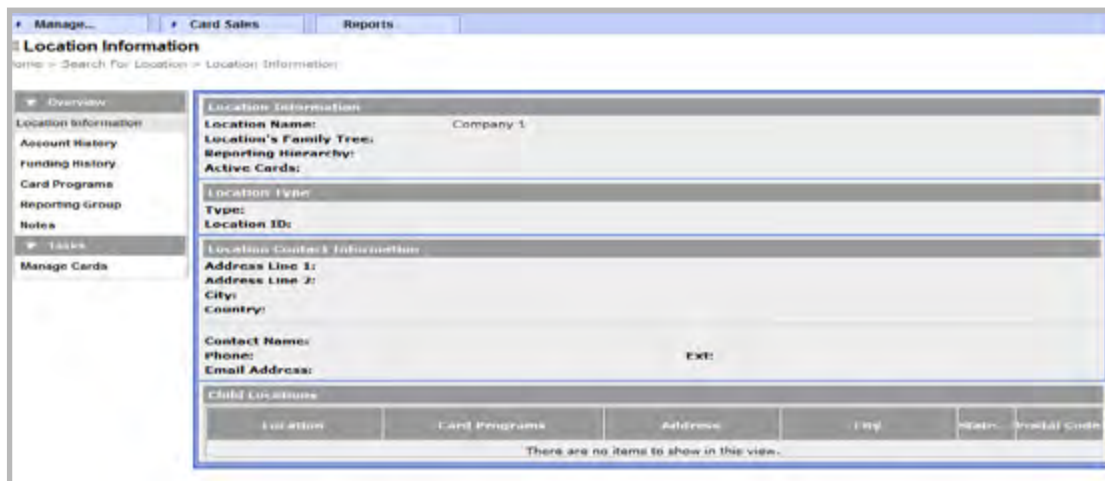 Manage... Card Sales Reports
Location Information
Home > Search For Location > Location Information
Overview
Location Information
Account History
Funding History
Card Programs
Reporting Group
Notes
Tasks
Manage Cards
Location Information
Location Name: Company 1
Location's Family Tree:
Reporting Hierarchy:
Active Cards:
Location Type
Type:
Location ID:
Location Contact Information
Address Line 1:
Address Line 2:
City:
Country:
Contact Name:
Phone: Ext:
Email Address:
Child Locations
Location Card Programs Address City State Postal Code
There are no items to show in this view.